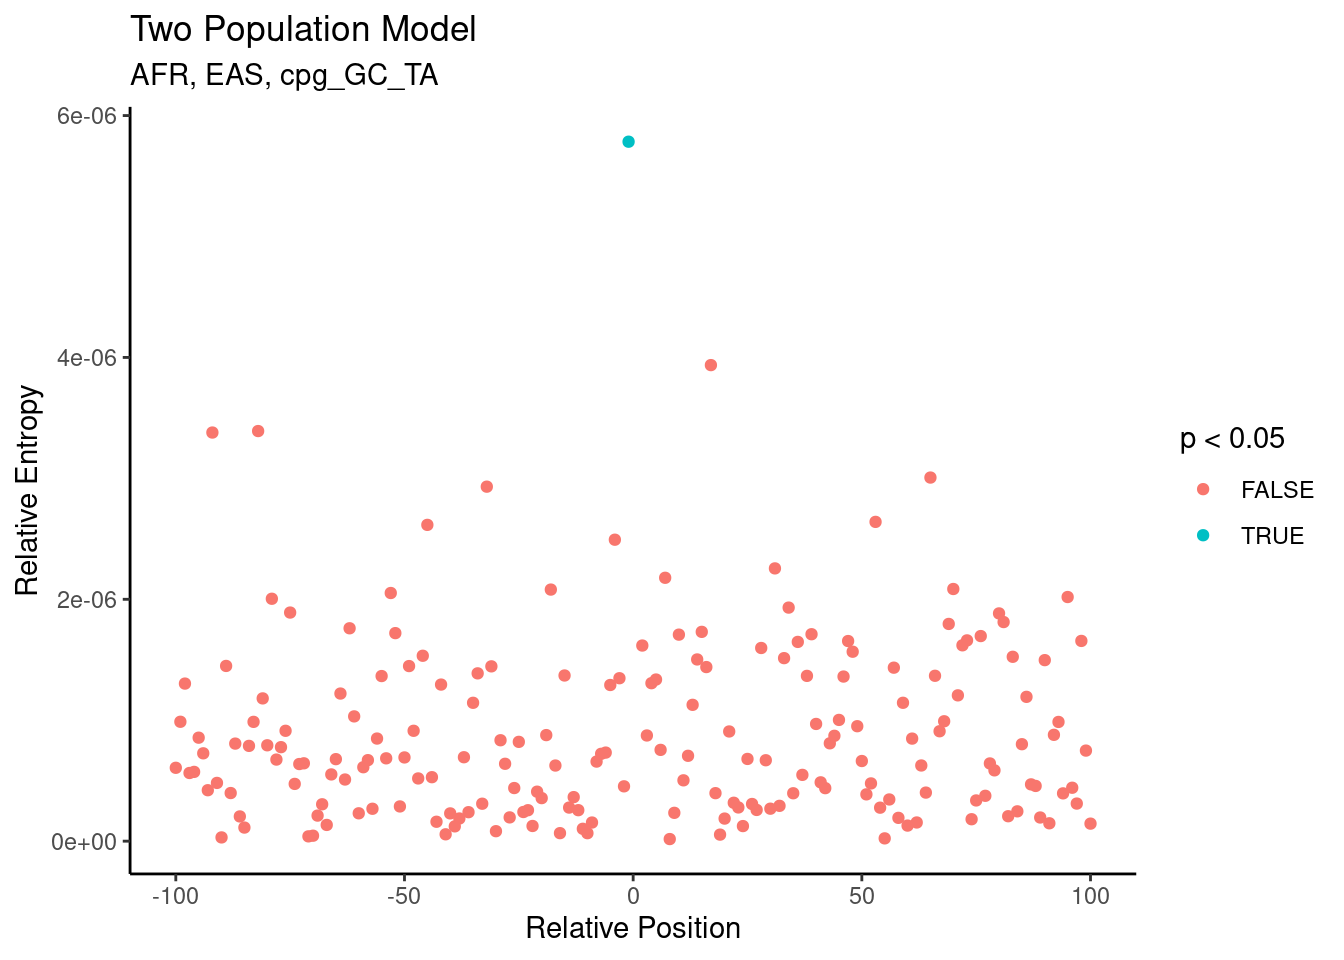 Two Population Model
AFR, EAS, cpg_GC_TA
6e-06
4e-06
2e-06
0e+00
Relative Entropy
-100
-50
0
50
100
Relative Position
p < 0.05
FALSE
TRUE